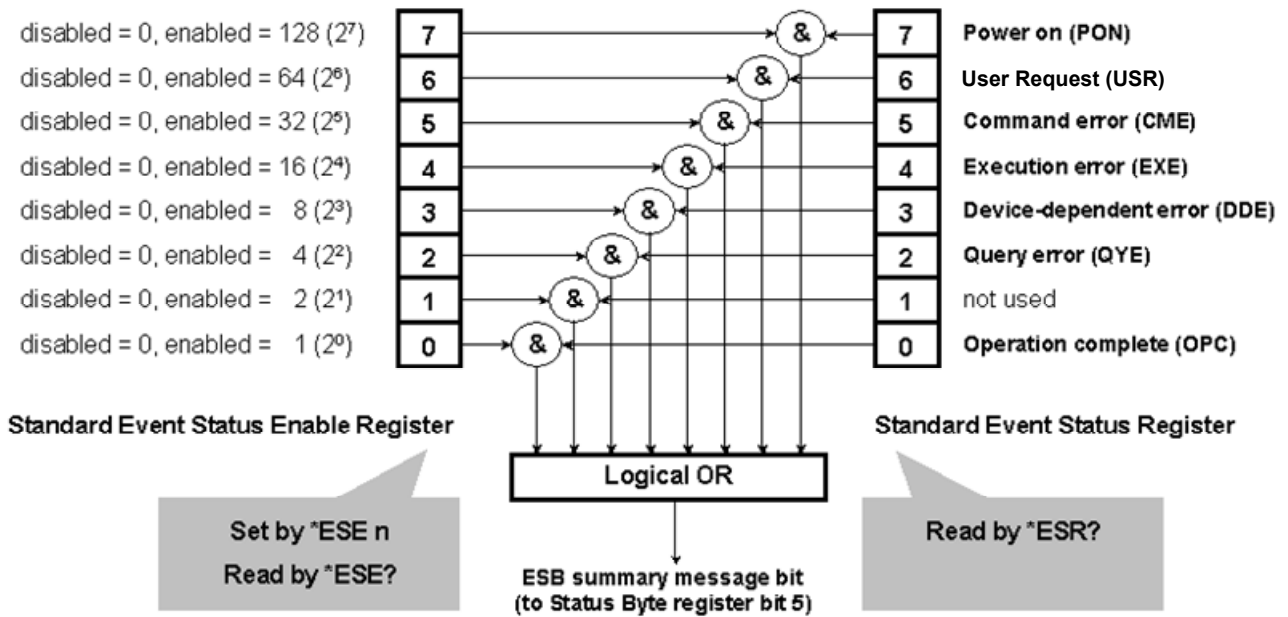 disabled = 0, enabled = 128 (2⁷) 7 & 7 Power on (PON)
disabled = 0, enabled = 64 (2⁶) 6 & 6 User Request (USR)
disabled = 0, enabled = 32 (2⁵) 5 & 5 Command error (CME)
disabled = 0, enabled = 16 (2⁴) 4 & 4 Execution error (EXE)
disabled = 0, enabled = 8 (2³) 3 & 3 Device-dependent error (DDE)
disabled = 0, enabled = 4 (2²) 2 & 2 Query error (QYE)
disabled = 0, enabled = 2 (2¹) 1 & 1 not used
disabled = 0, enabled = 1 (2⁰) 0 & 0 Operation complete (OPC)
Standard Event Status Enable Register
Standard Event Status Register
Logical OR
Set by *ESE n
Read by *ESE?
Read by *ESR?
ESB summary message bit
(to Status Byte register bit 5)